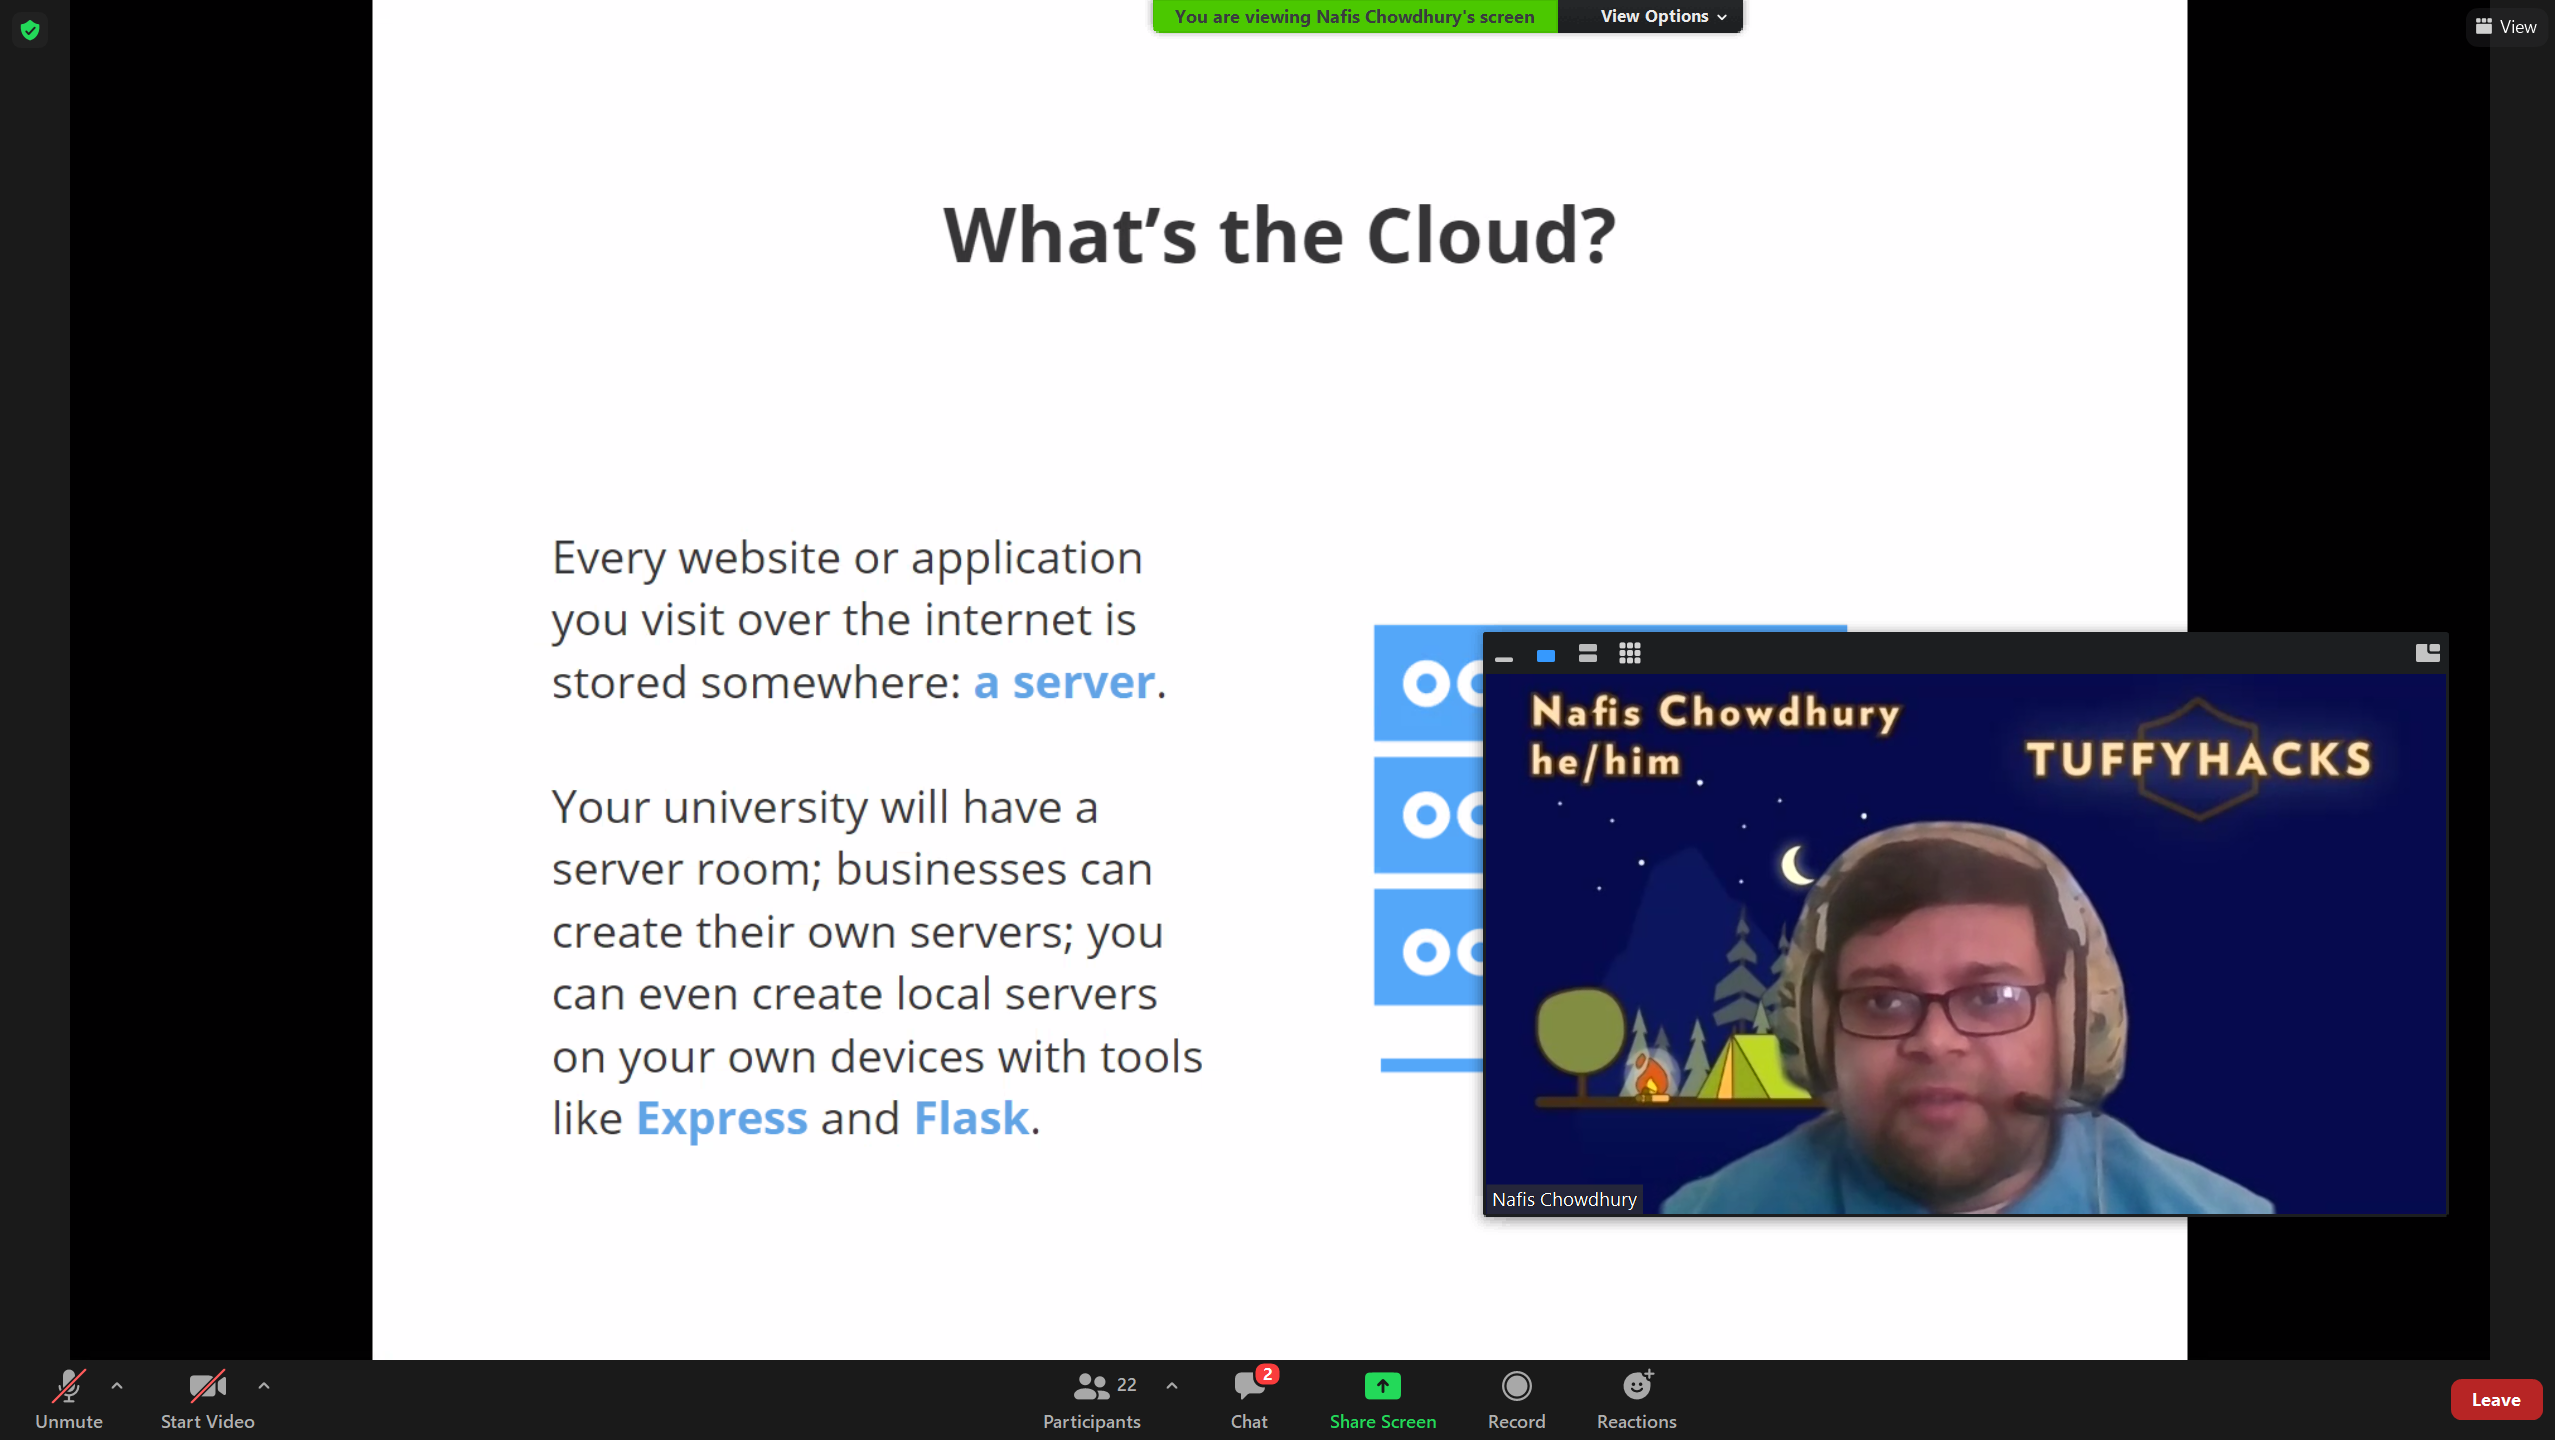 You are viewing Nafis Chowdhury's screen
View Options
View
What's the Cloud?
Every website or application
you visit over the internet is
stored somewhere: a server.
Your university will have a
server room; businesses can
create their own servers; you
can even create local servers
on your own devices with tools
like Express and Flask.
Nafis Chowdhury
he/him
TUFFYHACKS
Nafis Chowdhury
Unmute
Start Video
22
Participants
2
Chat
Share Screen
Record
Reactions
Leave